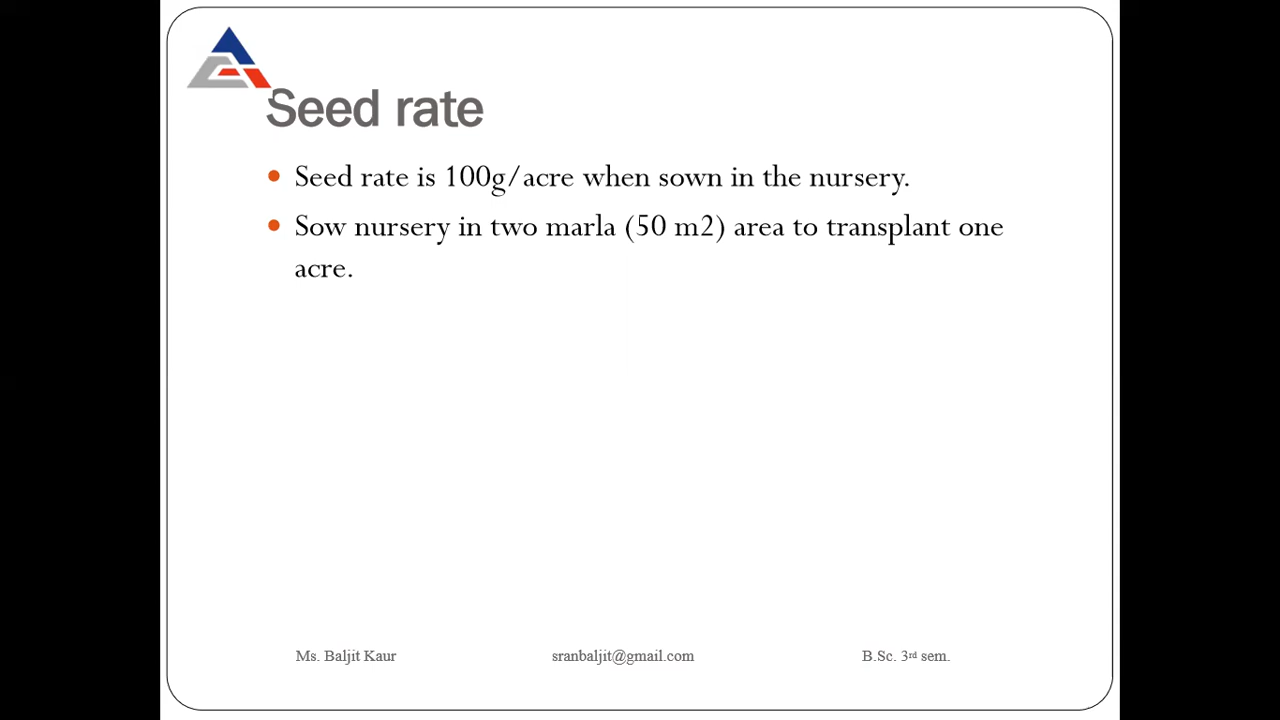 Seed rate
• Seed rate is 100g/acre when sown in the nursery.
• Sow nursery in two marla (50 m2) area to transplant one
acre.
Ms. Baljit Kaur sranbaljit@gmail.com B.Sc. 3rd sem.